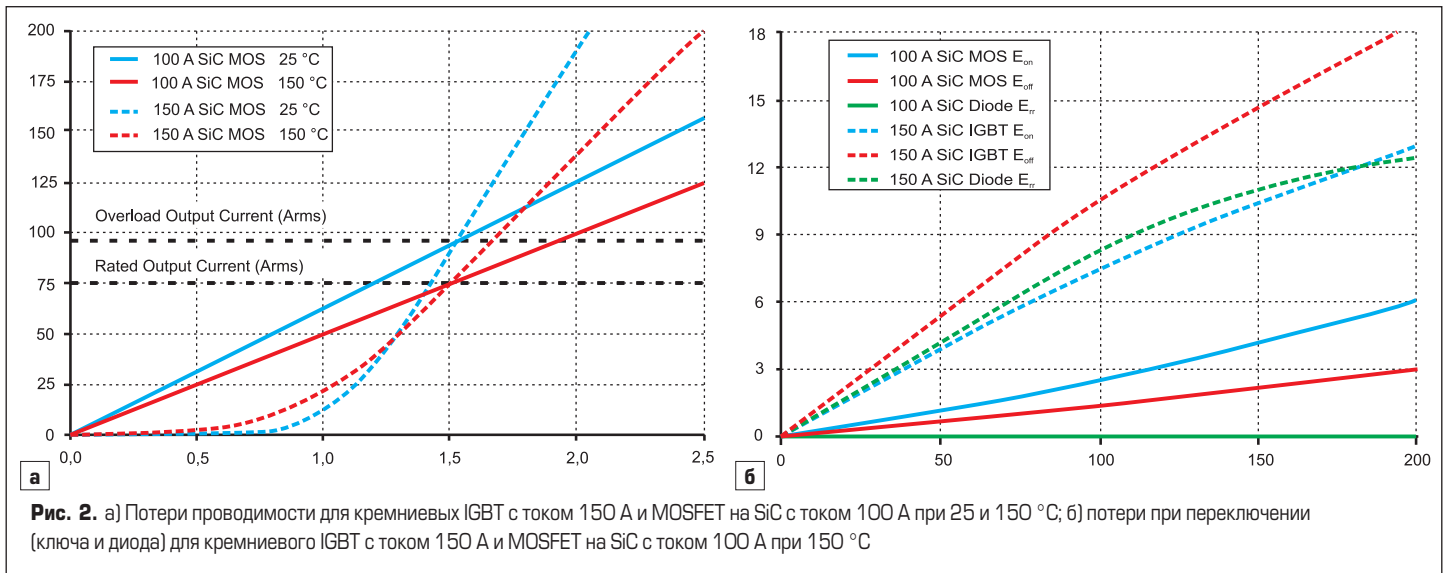 200
175
150
125
100
75
50
25
0
100 A SiC MOS 25 °C
100 A SiC MOS 150 °C
150 A SiC MOS 25 °C
150 A SiC MOS 150 °C
Overload Output Current (Arms)
Rated Output Current (Arms)
0,0 0,5 1,0 1,5 2,0 2,5
а
18
15
12
9
6
3
0
100 A SiC MOS Eon
100 A SiC MOS Eoff
100 A SiC Diode Err
150 A SiC IGBT Eon
150 A SiC IGBT Eoff
150 A SiC Diode Err
0 50 100 150 200
б
Рис. 2. а) Потери проводимости для кремниевых IGBT с током 150 А и MOSFET на SiC с током 100 А при 25 и 150 °C; б) потери при переключении
(ключа и диода) для кремниевого IGBT с током 150 А и MOSFET на SiC с током 100 А при 150 °C